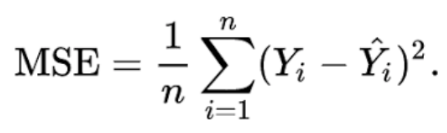 MSE = \frac{1}{n} \sum_{i=1}^{n} (Y_i - \hat{Y}_i)^2.